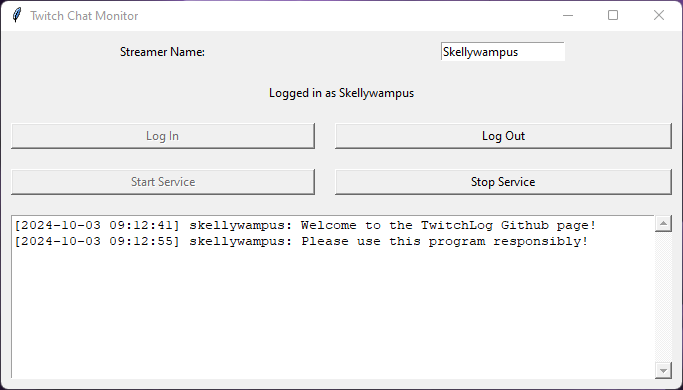 Twitch Chat Monitor
Streamer Name: Skellywampus
Logged in as Skellywampus
Log In Log Out
Start Service Stop Service
[2024-10-03 09:12:41] skellywampus: Welcome to the TwitchLog Github page!
[2024-10-03 09:12:55] skellywampus: Please use this program responsibly!